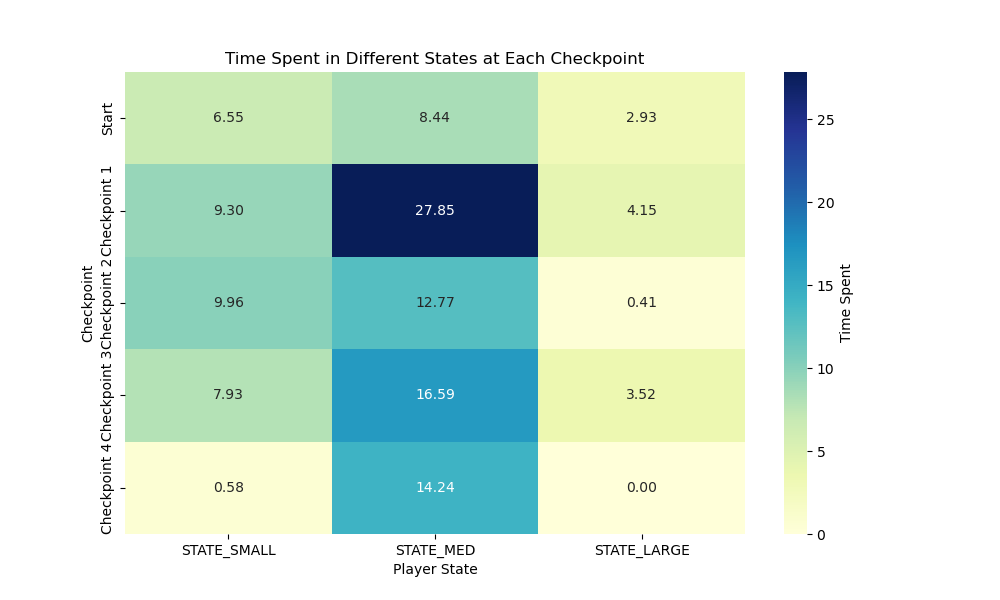 Time Spent in Different States at Each Checkpoint
Checkpoint
Start
6.55 8.44 2.93
Checkpoint 1
9.30 27.85 4.15
Checkpoint 2
9.96 12.77 0.41
Checkpoint 3
7.93 16.59 3.52
Checkpoint 4
0.58 14.24 0.00
STATE_SMALL STATE_MED STATE_LARGE
Player State
25
20
15
10
5
0
Time Spent